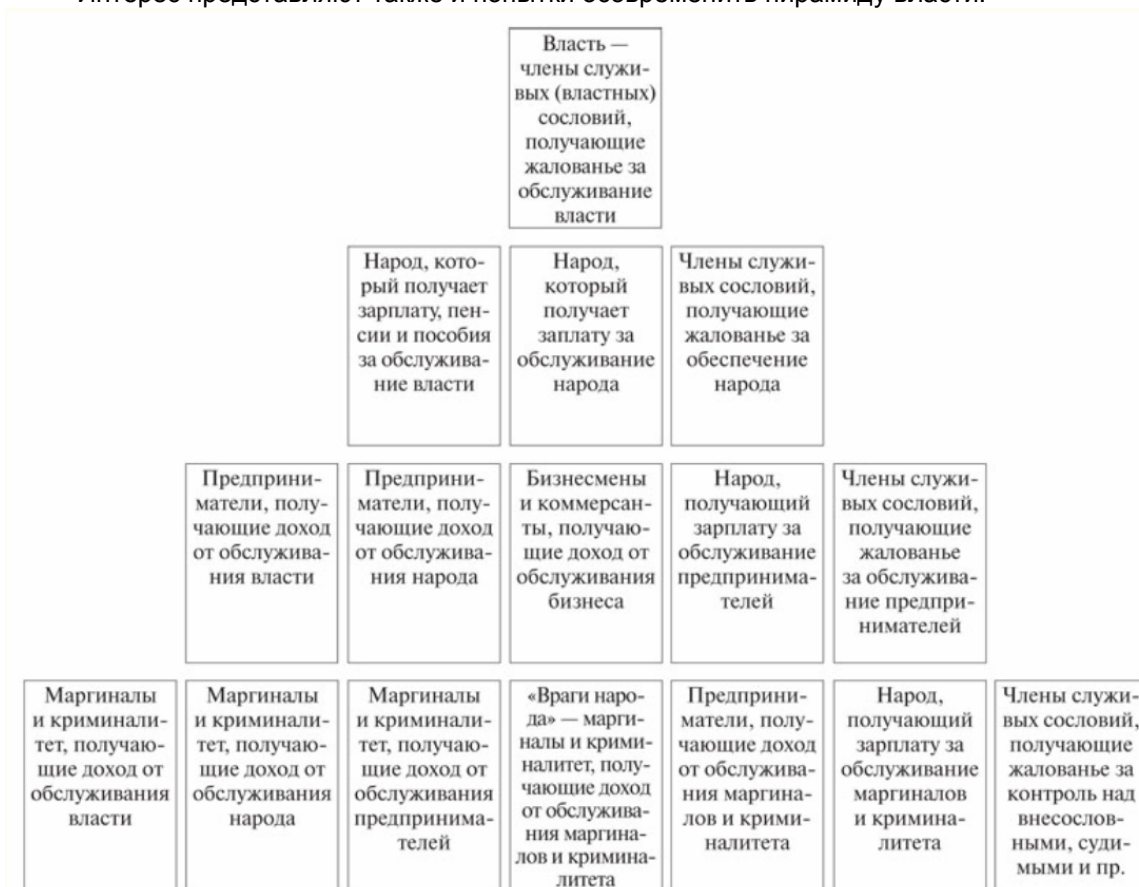 Интерес представляют также и попытки осовременить пирамиду власти.
Власть —
члены служи-
вых (властных)
сословий,
получающие
жалованье за
обслуживание
власти
Народ, кото-
рый получает
зарплату, пен-
сии и пособия
за обслужива-
ние власти
Народ,
который
получает
заплату за
обслуживание
народа
Члены служи-
вых сословий,
получающие
жалованье за
обеспечение
народа
Предприни-
матели, полу-
чающие доход
от обслужива-
ния власти
Предприни-
матели, полу-
чающие доход
от обслужива-
ния народа
Бизнесмены
и коммерсан-
ты, получаю-
щие доход от
обслуживания
бизнеса
Народ,
получающий
зарплату за
обслуживание
предпринима-
телей
Члены служи-
вых сословий,
получающие
жалованье
за обслужива-
ние предпри-
нимателей
Маргиналы
и криминали-
тет, получаю-
щие доход от
обслуживания
власти
Маргиналы
и криминали-
тет, получаю-
щие доход от
обслуживания
народа
Маргиналы
и криминали-
тет, получаю-
щие доход от
обслуживания
предпринима-
телей
«Враги наро-
да» — марги-
налы и крими-
налитет, полу-
чающие доход
от обслужива-
ния маргина-
лов и кримина-
литета
Предприни-
матели, полу-
чающие доход
от обслужива-
ния маргина-
лов и крими-
налитета
Народ,
получающий
зарплату за
обслуживание
маргиналов
и кримина-
литета
Члены служи-
вых сословий,
получающие
жалованье за
контроль над
внесослов-
ными, суди-
мыми и пр.